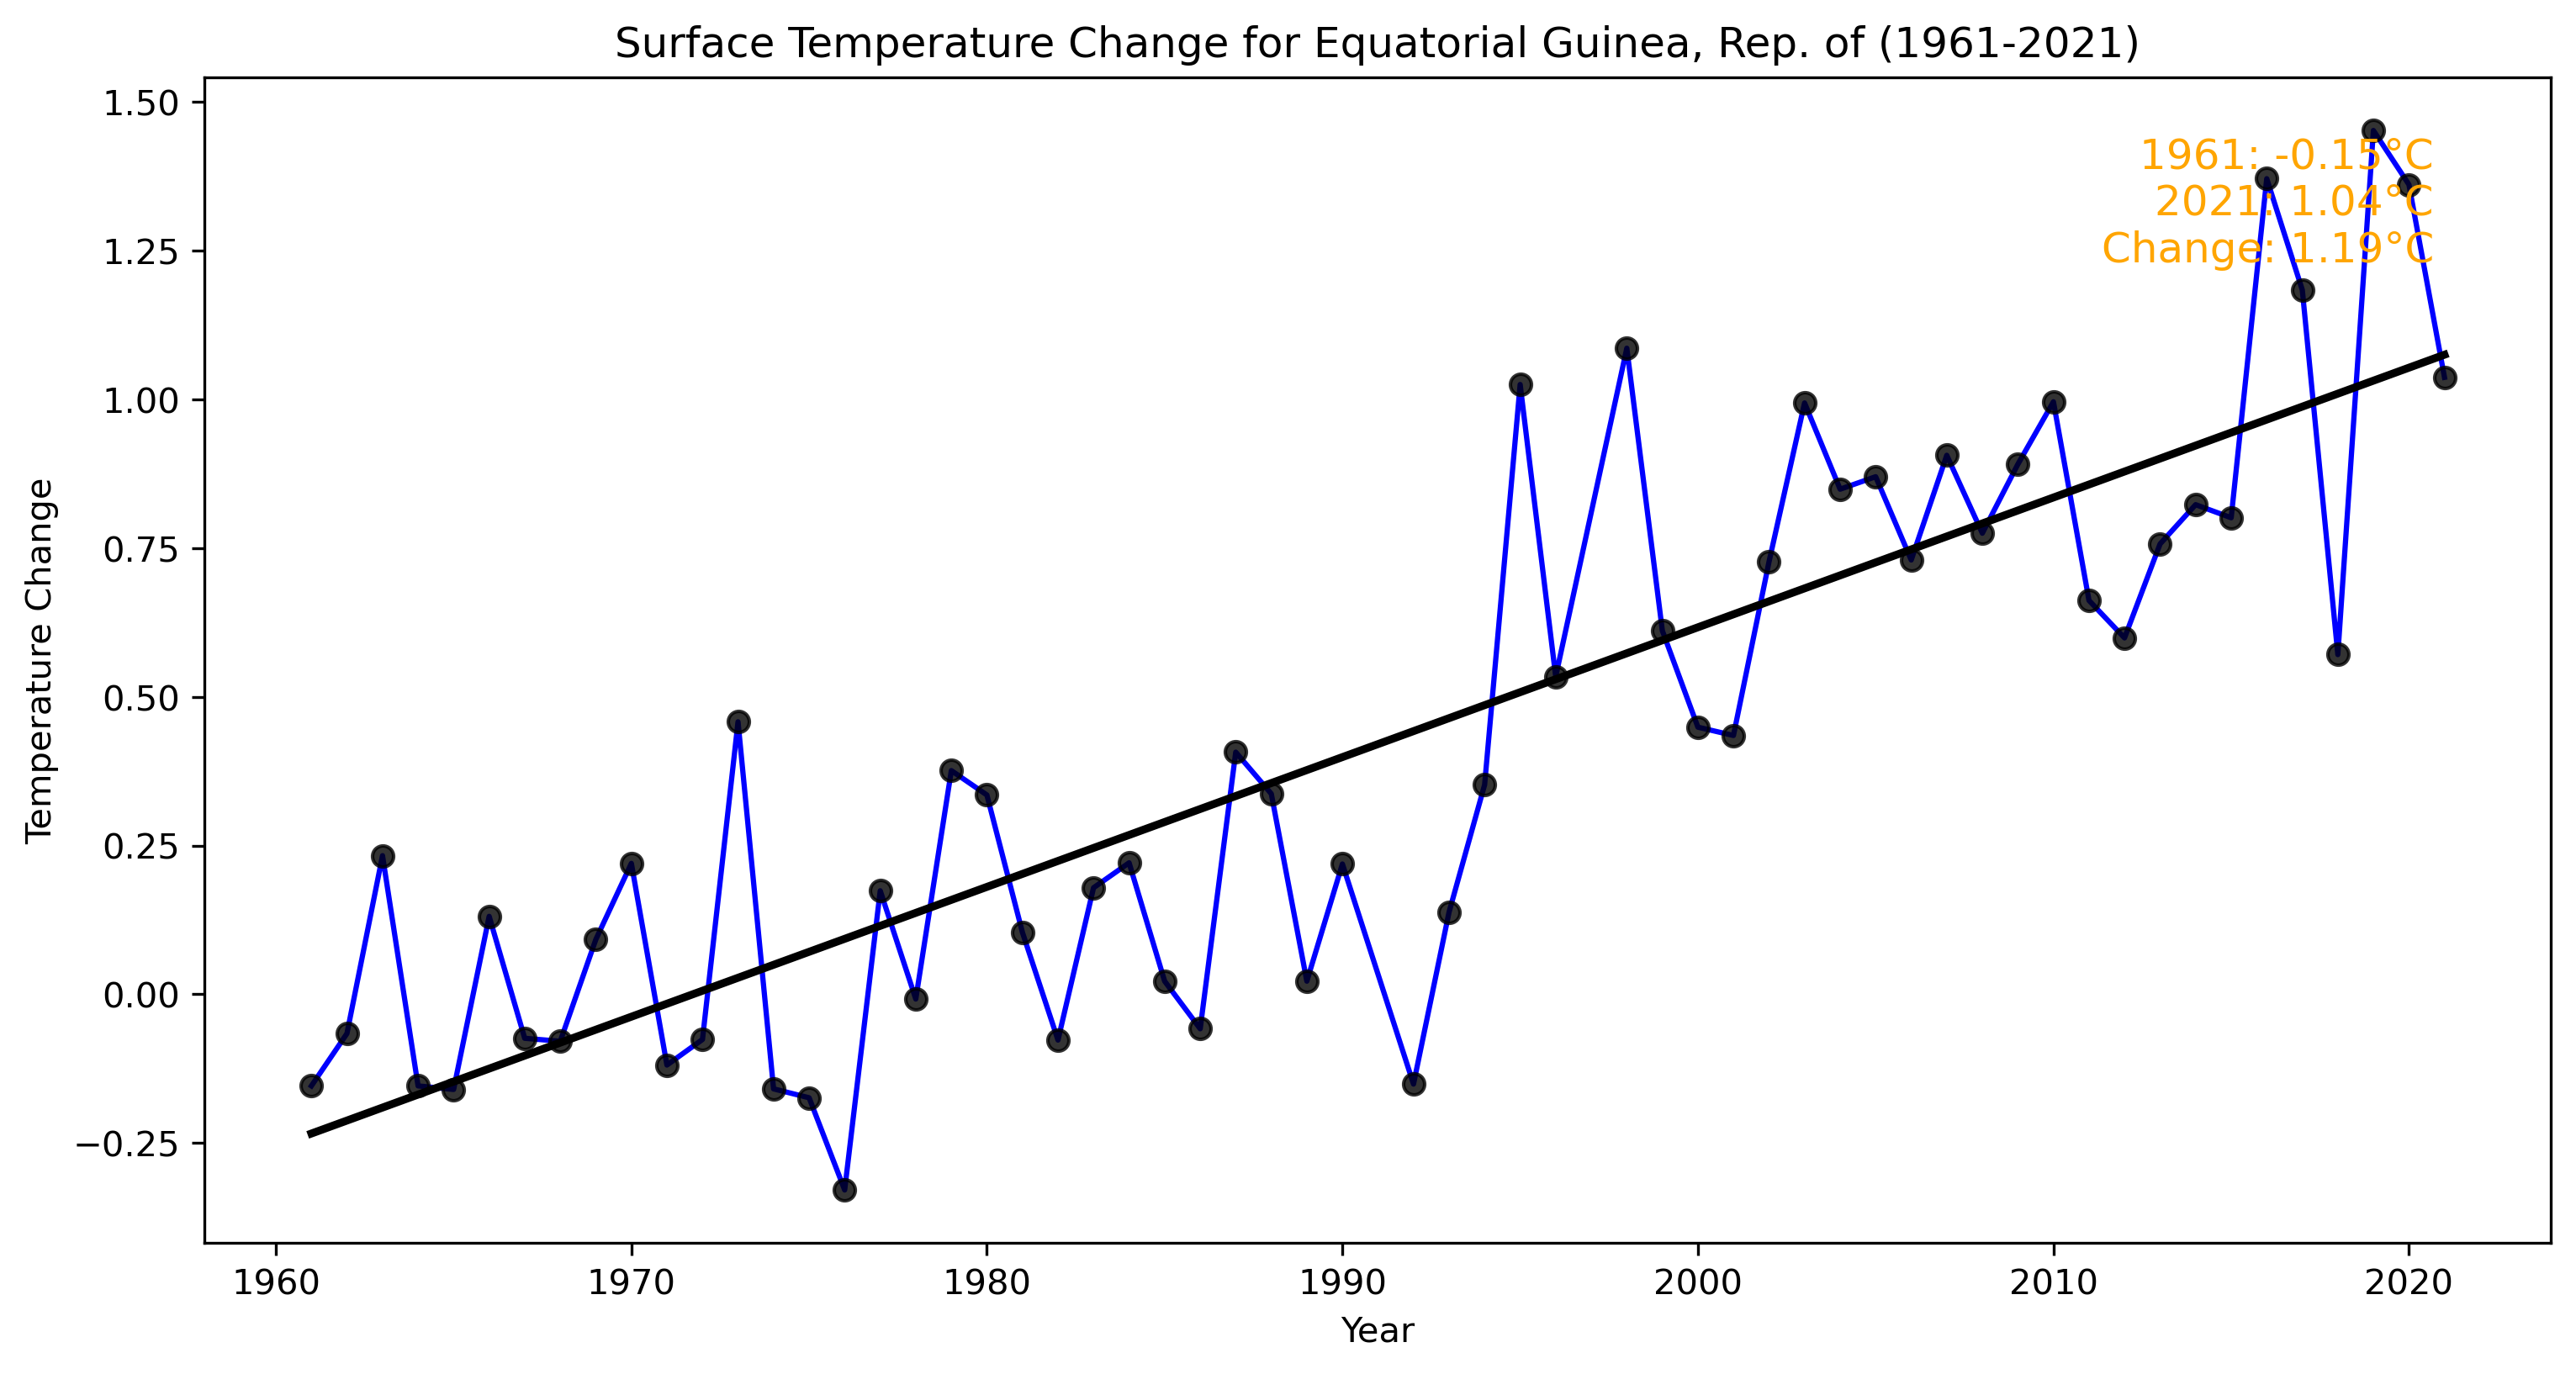 Surface Temperature Change for Equatorial Guinea, Rep. of (1961-2021)
1.50
1.25
1.00
0.75
0.50
0.25
0.00
−0.25
Temperature Change
1961: -0.15°C
2021: 1.04°C
Change: 1.19°C
1960 1970 1980 1990 2000 2010 2020
Year